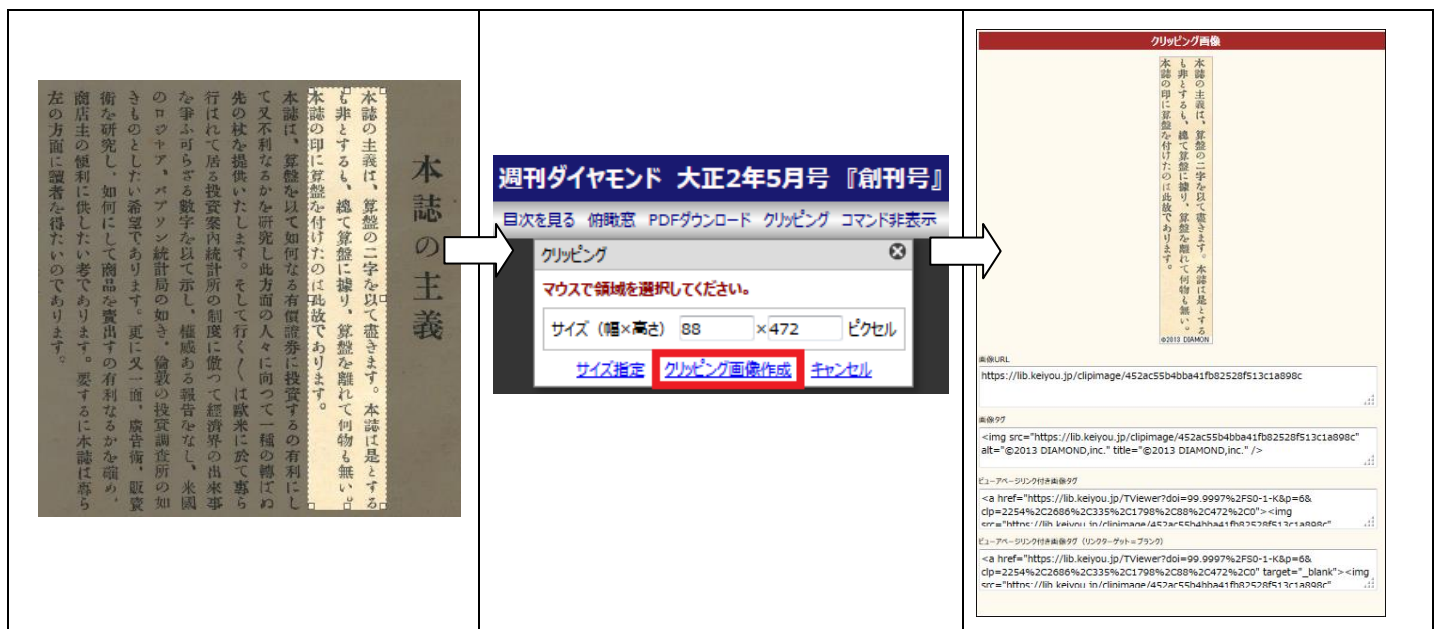 本誌の主義
本誌の主義は、算盤の二字を以て盡きます。本誌は是とする
も非とするも、總て算盤に據り、算盤を離れて何物も無い。
本誌の印に算盤を付けたのは此故であります。
本誌は、算盤を以て如何なる有價證券に投資するの有利にし
て又不利なるかを研究し此方面の人々に向つて一種の轉ばぬ
先の杖を提供いたします。そして行く〱は歐米に於て專ら
行はれて居る投資案內統計所の制度に倣つて經濟界の出來事
を爭ふ可らざる數字を以て示し、權威ある報告をなし、米國
のロジヤア、バブソン統計局の如き、倫敦の投資調査所の如
きものとしたい希望であります。更に又一面、廣告術、販賣
術を硏究し、如何にして商品を賣出すの有利なるかを確め、
商店主の便利に供したい考であります。要するに本誌は專ら
左の方面に讀者を得たいのであります。
週刊ダイヤモンド 大正2年5月号 『創刊号』
目次を見る 俯瞰窓 PDFダウンロード クリッピング コマンド非表示
クリッピング
マウスで領域を選択してください。
サイズ（幅×高さ） 88 ×472 ピクセル
サイズ指定 クリッピング画像作成 キャンセル
クリッピング画像
本誌の主義は、算盤の二字を以て盡きます。本誌は是とする
も非とするも、總て算盤に據り、算盤を離れて何物も無い。
本誌の印に算盤を付けたのは此故であります。
©2013 DIAMON
画像URL
https://lib.keiyou.jp/clipimage/452ac55b4bba41fb82528f513c1a898c
画像タグ
<img src="https://lib.keiyou.jp/clipimage/452ac55b4bba41fb82528f513c1a898c"
alt="©2013 DIAMOND,inc." title="©2013 DIAMOND,inc." />
ビューアページリンク付き画像タグ
<a href="https://lib.keiyou.jp/TViewer?doi=99.9997%2FS0-1-K&p=6&
clp=2254%2C2686%2C335%2C1798%2C88%2C472%2C0"><img
src="https://lib.keiyou.jp/clipimage/452ac55b4bba41fb82528f513c1a898c"
ビューアページリンク付き画像タグ（リンクターゲット＝ブランク）
<a href="https://lib.keiyou.jp/TViewer?doi=99.9997%2FS0-1-K&p=6&
clp=2254%2C2686%2C335%2C1798%2C88%2C472%2C0" target="_blank"><img
src="https://lib.keiyou.jp/clipimage/452ac55b4bba41fb82528f513c1a898c"